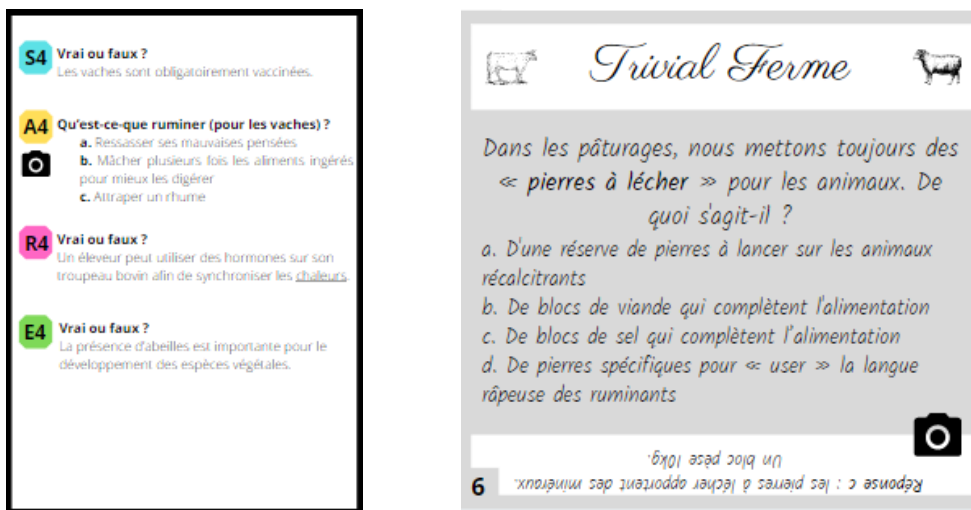 S4 Vrai ou faux ?
Les vaches sont obligatoirement vaccinées.
A4 Qu'est-ce-que ruminer (pour les vaches) ?
a. Ressasser ses mauvaises pensées
b. Mâcher plusieurs fois les aliments ingérés
pour mieux les digérer
c. Attraper un rhume
R4 Vrai ou faux ?
Un éleveur peut utiliser des hormones sur son
troupeau bovin afin de synchroniser les chaleurs.
E4 Vrai ou faux ?
La présence d'abeilles est importante pour le
développement des espèces végétales.
Trivial Ferme
Dans les pâturages, nous mettons toujours des
« pierres à lécher » pour les animaux. De
quoi s'agit-il ?
a. D'une réserve de pierres à lancer sur les animaux
récalcitrants
b. De blocs de viande qui complètent l'alimentation
c. De blocs de sel qui complètent l'alimentation
d. De pierres spécifiques pour « user » la langue
râpeuse des ruminants
Réponse c : les pierres à lécher apportent des minéraux.
Un bloc pèse 10kg.
6